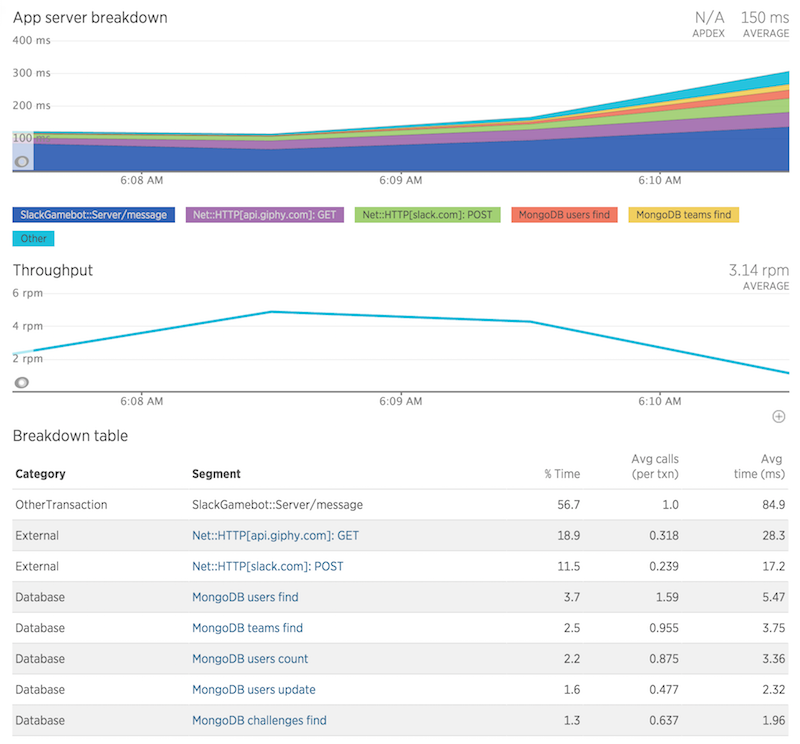 App server breakdown
N/A 150 ms
APDEX AVERAGE
400 ms
300 ms
200 ms
100 ms
6:08 AM 6:09 AM 6:10 AM
SlackGamebot::Server/message Net::HTTP[api.giphy.com]: GET Net::HTTP[slack.com]: POST MongoDB users find MongoDB teams find
Other
Throughput
3.14 rpm
AVERAGE
6 rpm
4 rpm
2 rpm
6:08 AM 6:09 AM 6:10 AM
Breakdown table
Category Segment % Time Avg calls (per txn) Avg time (ms)
OtherTransaction SlackGamebot::Server/message 56.7 1.0 84.9
External Net::HTTP[api.giphy.com]: GET 18.9 0.318 28.3
External Net::HTTP[slack.com]: POST 11.5 0.239 17.2
Database MongoDB users find 3.7 1.59 5.47
Database MongoDB teams find 2.5 0.955 3.75
Database MongoDB users count 2.2 0.875 3.36
Database MongoDB users update 1.6 0.477 2.32
Database MongoDB challenges find 1.3 0.637 1.96